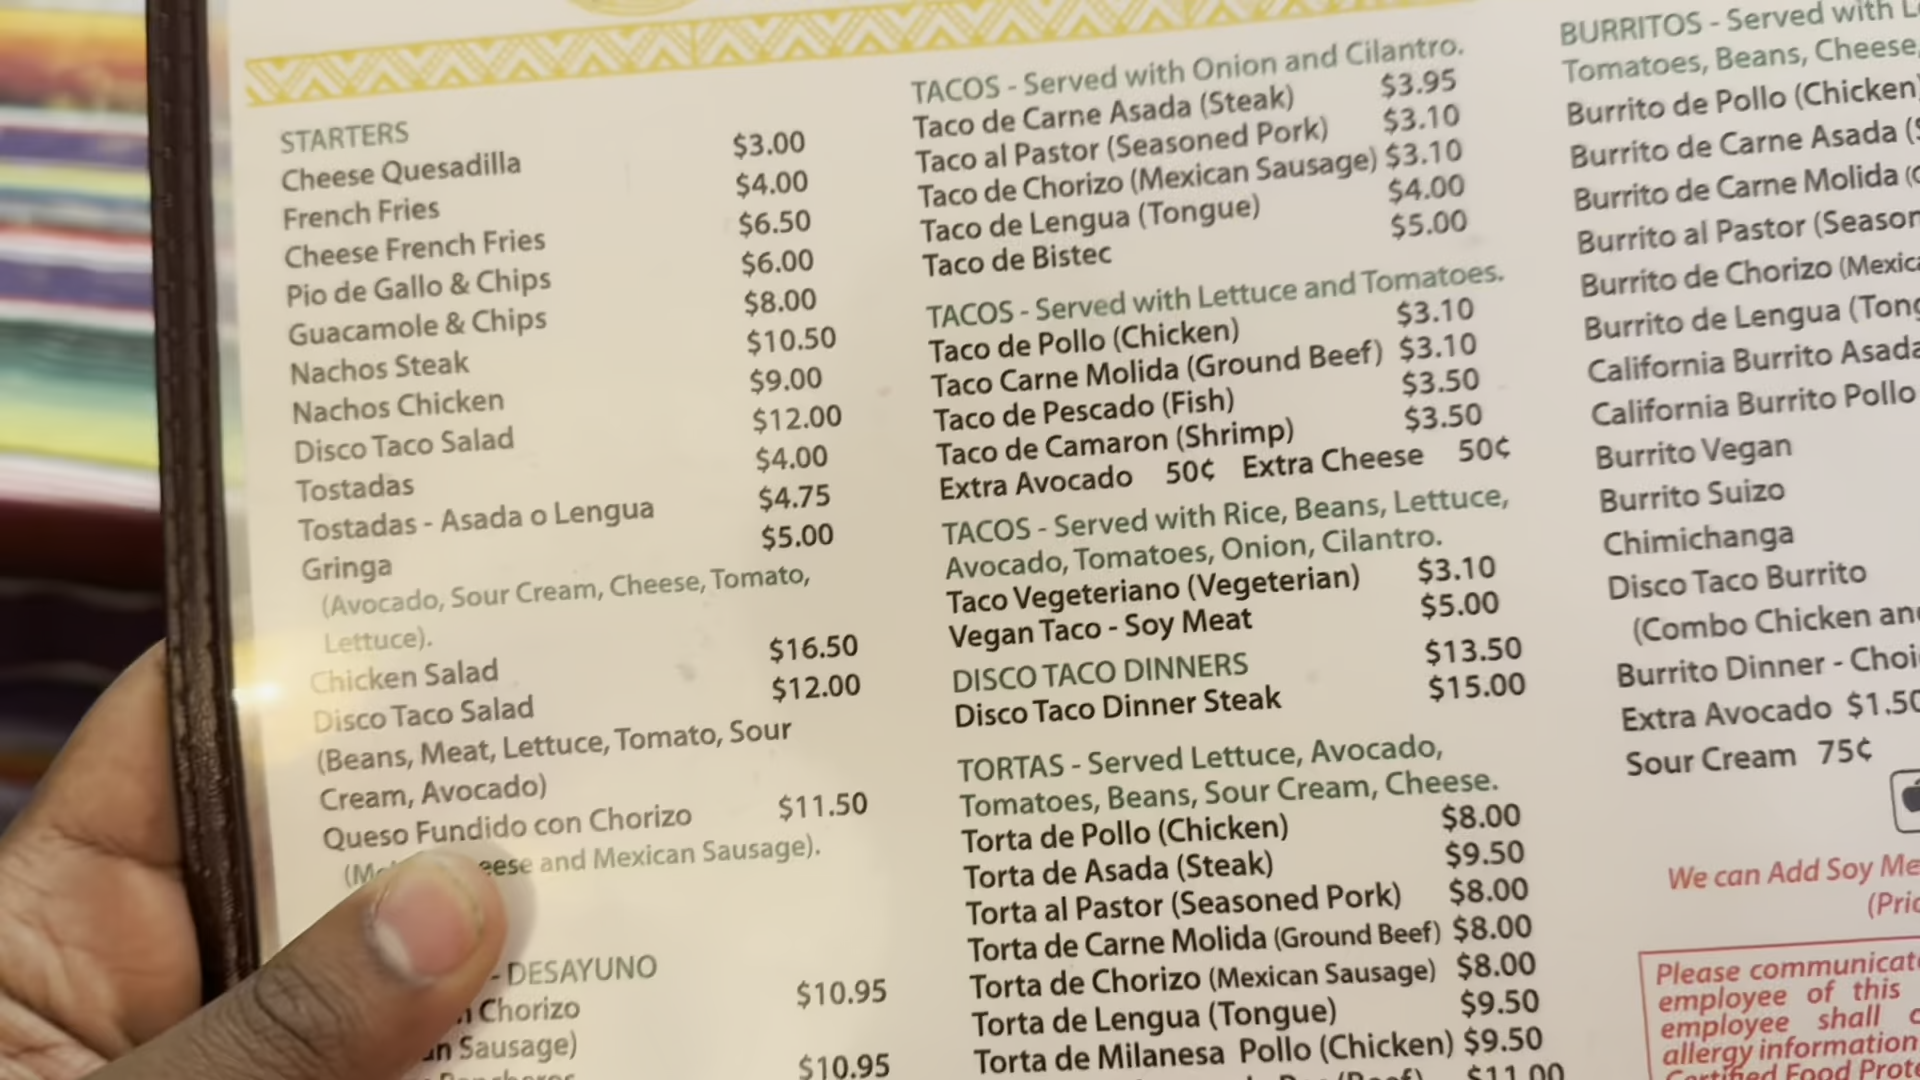 STARTERS
Cheese Quesadilla $3.00
French Fries $4.00
Cheese French Fries $6.50
Pio de Gallo & Chips $6.00
Guacamole & Chips $8.00
Nachos Steak $10.50
Nachos Chicken $9.00
Disco Taco Salad $12.00
Tostadas $4.00
Tostadas - Asada o Lengua $4.75
Gringa $5.00
(Avocado, Sour Cream, Cheese, Tomato,
Lettuce).
Chicken Salad $16.50
Disco Taco Salad $12.00
(Beans, Meat, Lettuce, Tomato, Sour
Cream, Avocado)
Queso Fundido con Chorizo $11.50
and Mexican Sausage).
- DESAYUNO
Chorizo $10.95
Sausage)
$10.95
TACOS - Served with Onion and Cilantro.
Taco de Carne Asada (Steak) $3.95
Taco al Pastor (Seasoned Pork) $3.10
Taco de Chorizo (Mexican Sausage) $3.10
Taco de Lengua (Tongue) $4.00
Taco de Bistec $5.00
TACOS - Served with Lettuce and Tomatoes.
Taco de Pollo (Chicken) $3.10
Taco Carne Molida (Ground Beef) $3.10
Taco de Pescado (Fish) $3.50
Taco de Camaron (Shrimp) $3.50
Extra Avocado 50¢ Extra Cheese 50¢
TACOS - Served with Rice, Beans, Lettuce,
Avocado, Tomatoes, Onion, Cilantro.
Taco Vegeteriano (Vegeterian) $3.10
Vegan Taco - Soy Meat $5.00
DISCO TACO DINNERS $13.50
Disco Taco Dinner Steak $15.00
TORTAS - Served Lettuce, Avocado,
Tomatoes, Beans, Sour Cream, Cheese.
Torta de Pollo (Chicken) $8.00
Torta de Asada (Steak) $9.50
Torta al Pastor (Seasoned Pork) $8.00
Torta de Carne Molida (Ground Beef) $8.00
Torta de Chorizo (Mexican Sausage) $8.00
Torta de Lengua (Tongue) $9.50
Torta de Milanesa Pollo (Chicken) $9.50
$11.00
BURRITOS - Served with
Tomatoes, Beans, Cheese,
Burrito de Pollo (Chicken)
Burrito de Carne Asada
Burrito de Carne Molida
Burrito al Pastor
Burrito de Chorizo
Burrito de Lengua
California Burrito Asada
California Burrito Pollo
Burrito Vegan
Burrito Suizo
Chimichanga
Disco Taco Burrito
(Combo Chicken
Burrito Dinner -
Extra Avocado $1.50
Sour Cream 75¢
We can Add Soy
Please
employee of this
employee shall
allergy information
Certified Food